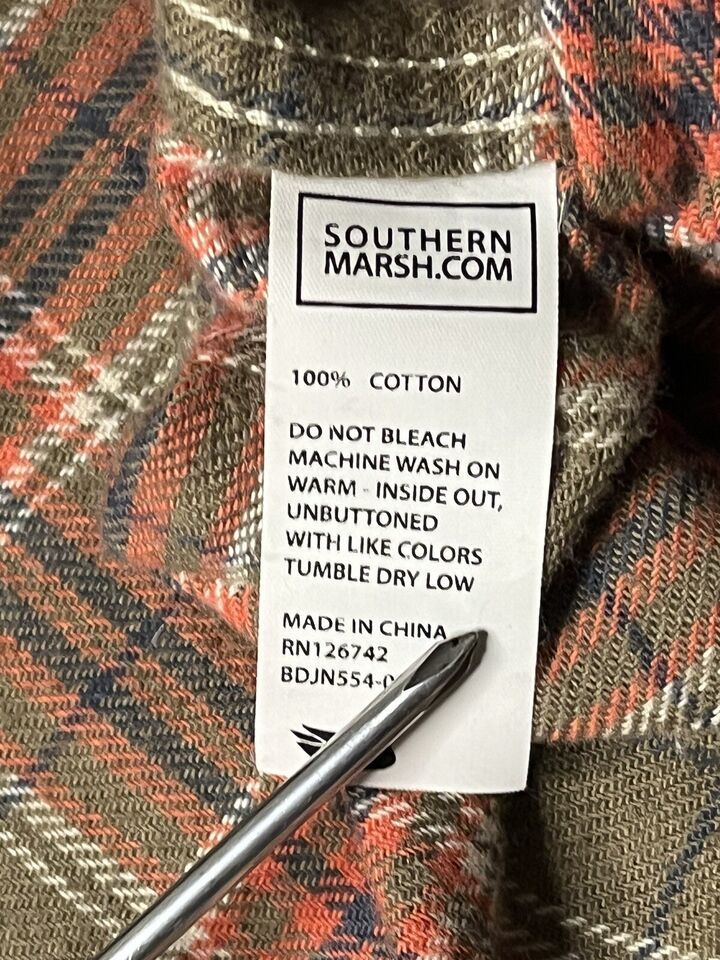 SOUTHERN
MARSH.COM
100% COTTON
DO NOT BLEACH
MACHINE WASH ON
WARM - INSIDE OUT,
UNBUTTONED
WITH LIKE COLORS
TUMBLE DRY LOW
MADE IN CHINA
RN126742